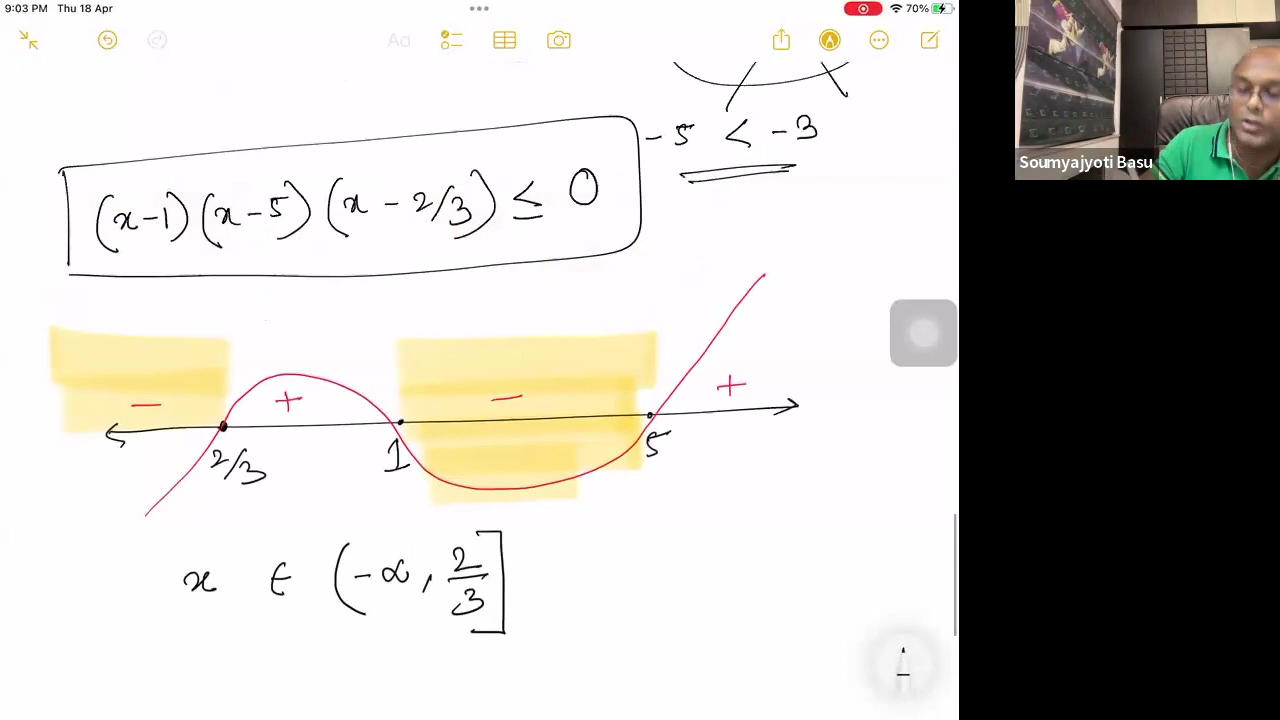 9:03 PM Thu 18 Apr
70%
Aa
-5 < -3
(x-1)(x-5)(x - 2/3) ≤ 0
Soumyajyoti Basu
− + − +
2/3 1 5
x ∈ (-∞, 2/3]